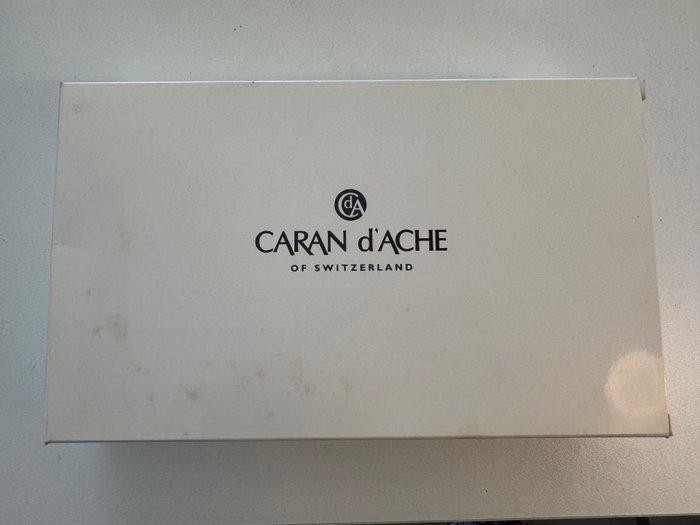 CdA
CARAN d'ACHE
OF SWITZERLAND